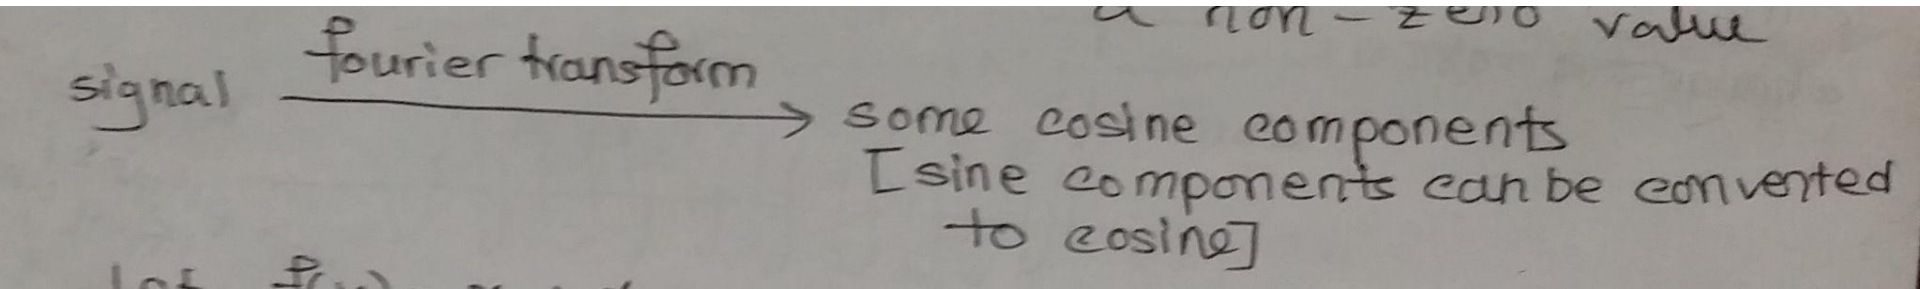 a non-zero value
fourier transform
signal → some cosine components
[sine components can be converted
to cosine]